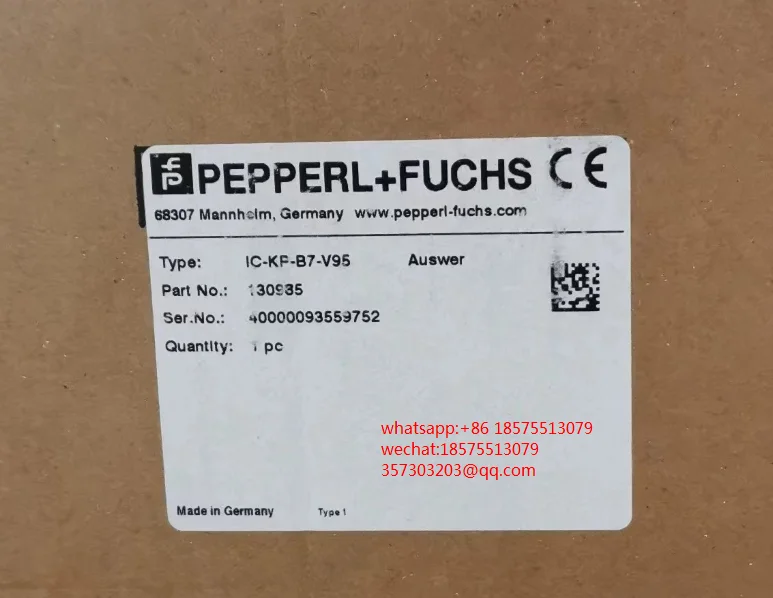 PEPPERL+FUCHS CE
68307 Mannheim, Germany www.pepperl-fuchs.com
Type: IC-KP-B7-V95 Auswer
Part No.: 130935
Ser.No.: 40000093559752
Quantity: 1 pc
whatsapp:+86 18575513079
wechat:18575513079
357303203@qq.com
Made in Germany Type 1